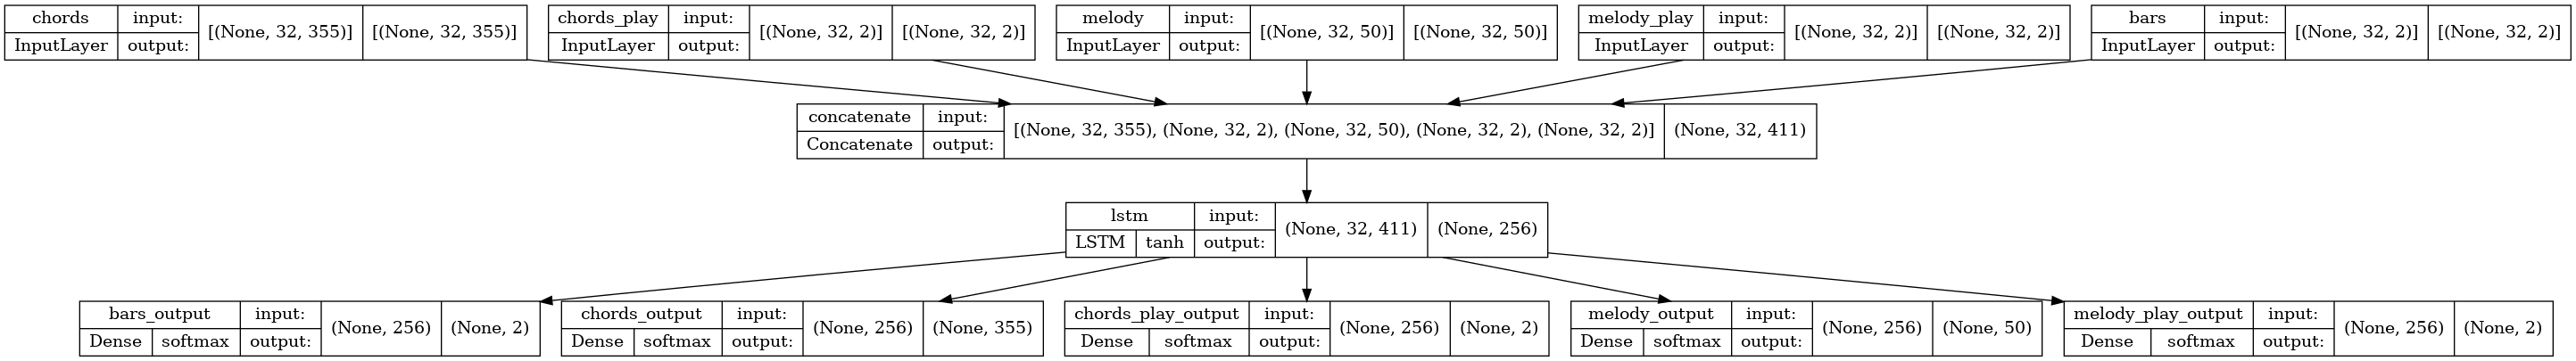 chords input: [(None, 32, 355)] [(None, 32, 355)]
InputLayer output:
chords_play input: [(None, 32, 2)] [(None, 32, 2)]
InputLayer output:
melody input: [(None, 32, 50)] [(None, 32, 50)]
InputLayer output:
melody_play input: [(None, 32, 2)] [(None, 32, 2)]
InputLayer output:
bars input: [(None, 32, 2)] [(None, 32, 2)]
InputLayer output:
concatenate input: [(None, 32, 355), (None, 32, 2), (None, 32, 50), (None, 32, 2), (None, 32, 2)] (None, 32, 411)
Concatenate output:
lstm input: (None, 32, 411) (None, 256)
LSTM tanh output:
bars_output input: (None, 256) (None, 2)
Dense softmax output:
chords_output input: (None, 256) (None, 355)
Dense softmax output:
chords_play_output input: (None, 256) (None, 2)
Dense softmax output:
melody_output input: (None, 256) (None, 50)
Dense softmax output:
melody_play_output input: (None, 256) (None, 2)
Dense softmax output: